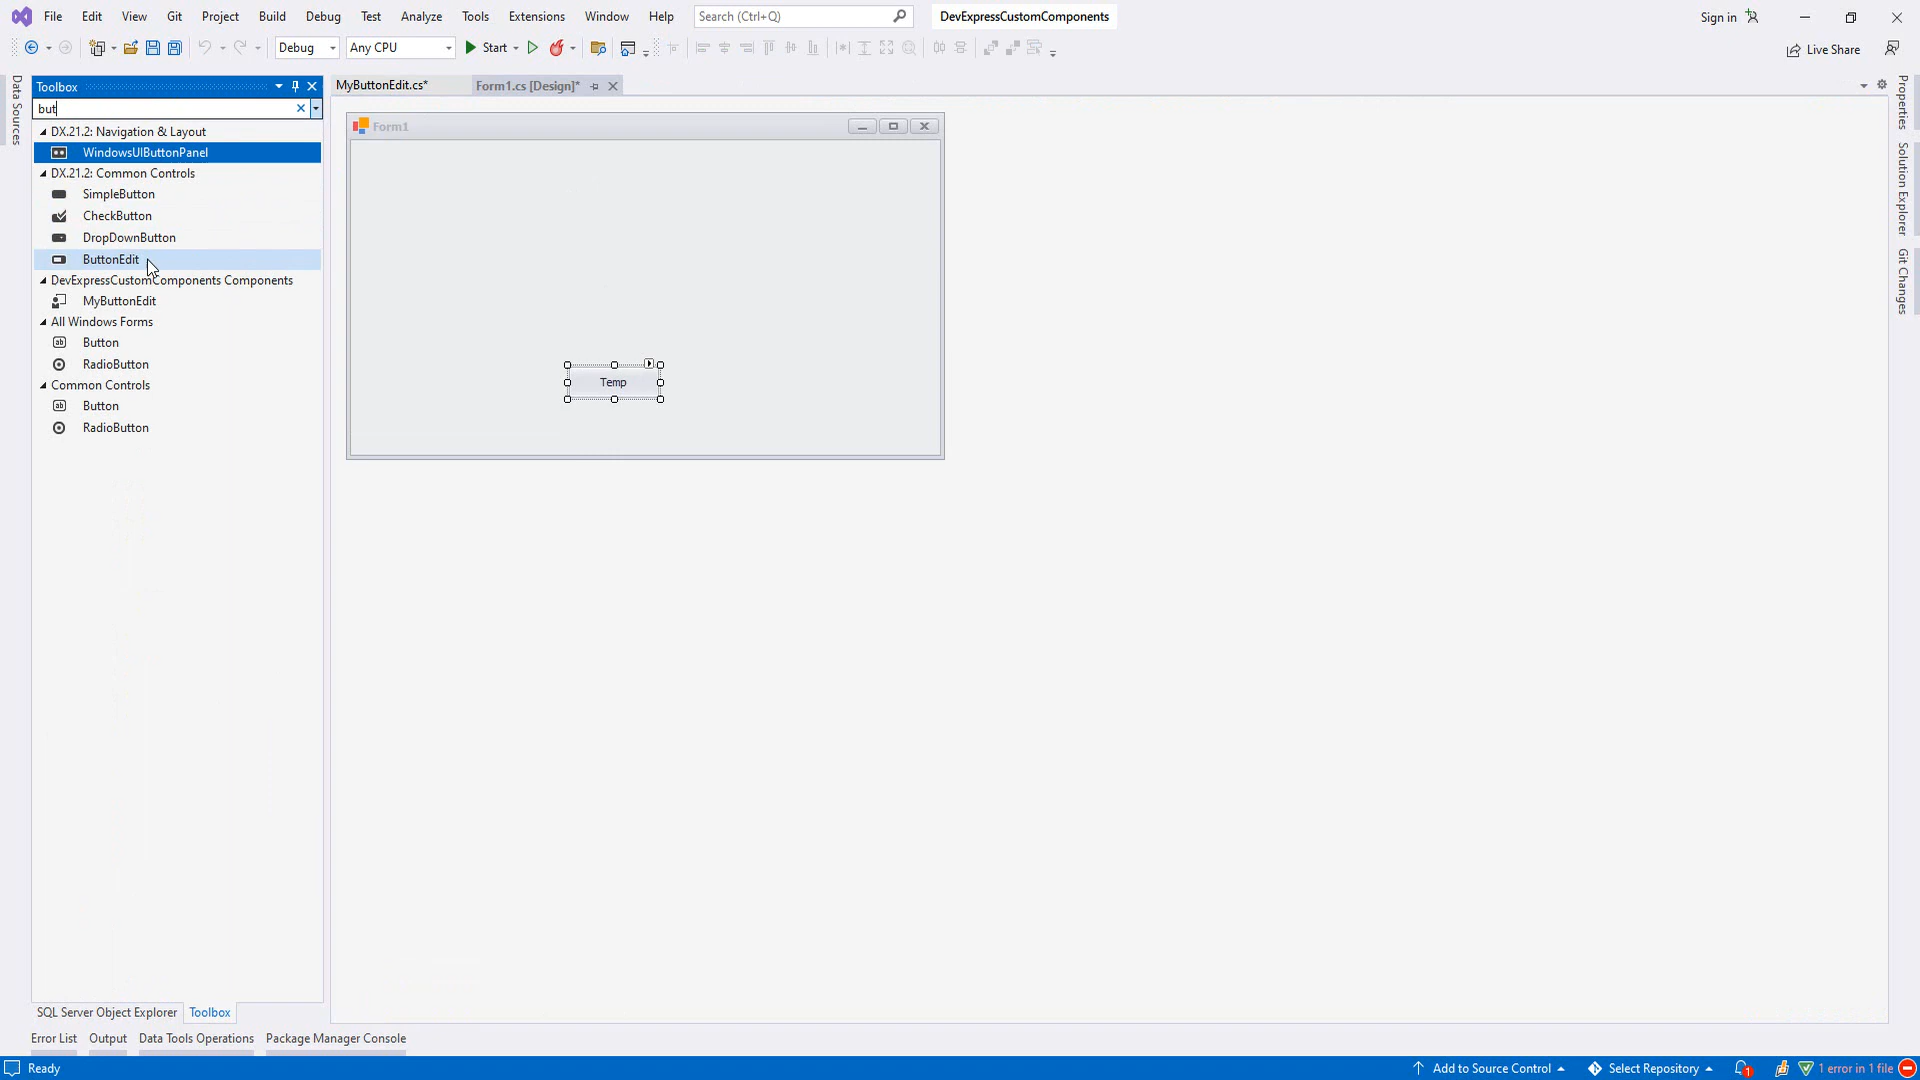 File Edit View Git Project Build Debug Test Analyze Tools Extensions Window Help Search (Ctrl+Q) DevExpressCustomComponents Sign in
Debug Any CPU Start Live Share
Data Sources
Toolbox
but
DX.21.2: Navigation & Layout
WindowsUIButtonPanel
DX.21.2: Common Controls
SimpleButton
CheckButton
DropDownButton
ButtonEdit
DevExpressCustomComponents Components
MyButtonEdit
All Windows Forms
Button
RadioButton
Common Controls
Button
RadioButton
SQL Server Object Explorer Toolbox
MyButtonEdit.cs* Form1.cs [Design]*
Form1
Temp
Properties
Solution Explorer
Git Changes
Error List Output Data Tools Operations Package Manager Console
Ready Add to Source Control Select Repository 1 1 error in 1 file